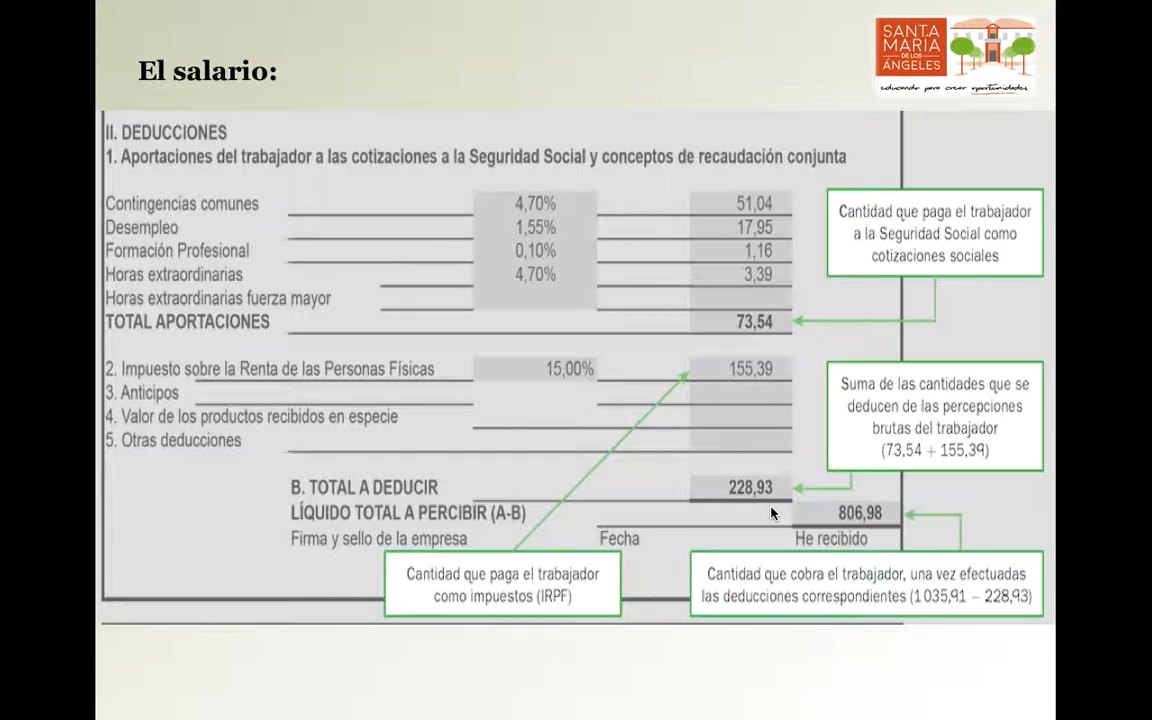 El salario:
SANTA
MARÍA
DE LOS
ÁNGELES
educando para crear oportunidades
II. DEDUCCIONES
1. Aportaciones del trabajador a las cotizaciones a la Seguridad Social y conceptos de recaudación conjunta
Contingencias comunes 4,70% 51,04
Desempleo 1,55% 17,95
Formación Profesional 0,10% 1,16
Horas extraordinarias 4,70% 3,39
Horas extraordinarias fuerza mayor
TOTAL APORTACIONES 73,54
Cantidad que paga el trabajador
a la Seguridad Social como
cotizaciones sociales
2. Impuesto sobre la Renta de las Personas Físicas 15,00% 155,39
3. Anticipos
4. Valor de los productos recibidos en especie
5. Otras deducciones
Suma de las cantidades que se
deducen de las percepciones
brutas del trabajador
(73,54 + 155,39)
B. TOTAL A DEDUCIR 228,93
LÍQUIDO TOTAL A PERCIBIR (A-B) 806,98
Firma y sello de la empresa Fecha He recibido
Cantidad que paga el trabajador
como impuestos (IRPF)
Cantidad que cobra el trabajador, una vez efectuadas
las deducciones correspondientes (1 035,91 − 228,93)